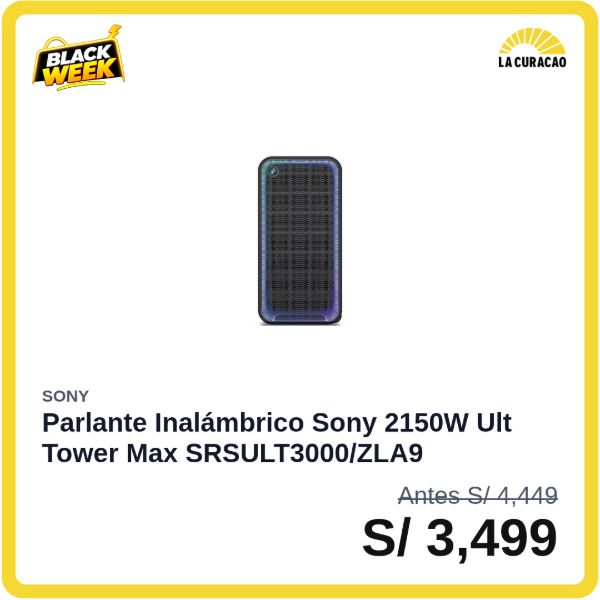 BLACK
WEEK
LA CURACAO
SONY
Parlante Inalámbrico Sony 2150W Ult
Tower Max SRSULT3000/ZLA9
Antes S/ 4,449
S/ 3,499